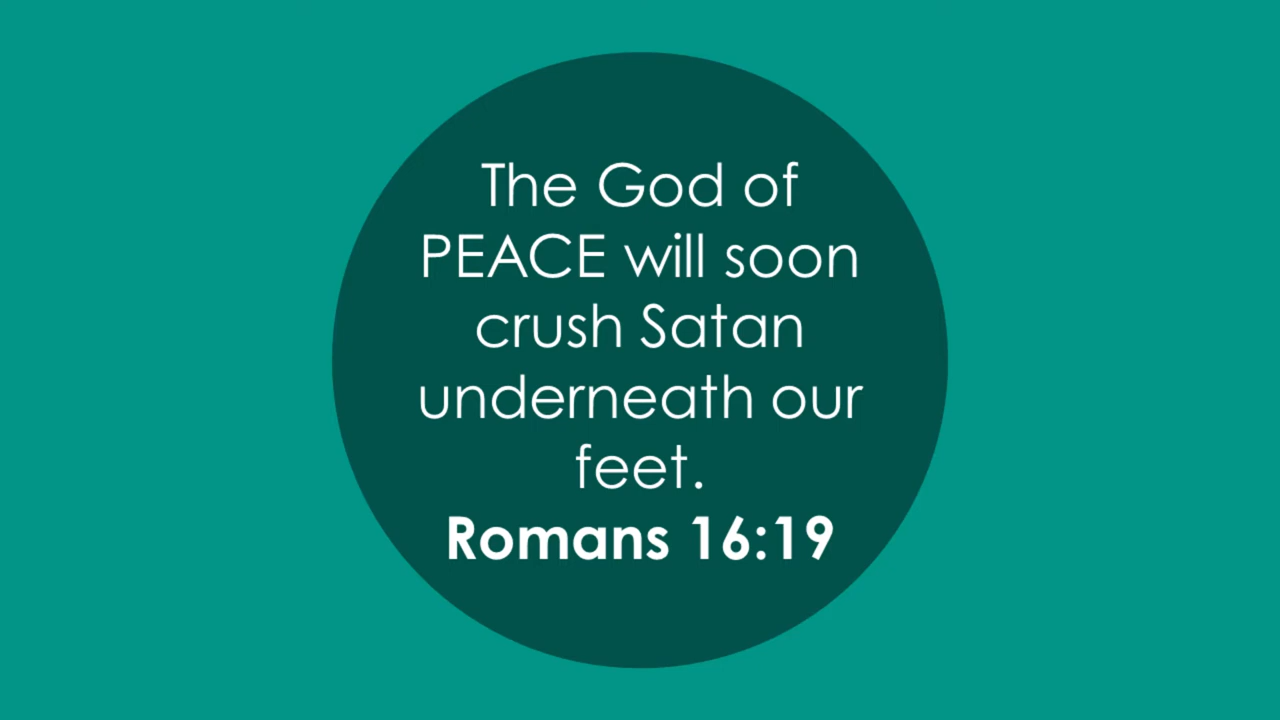 The God of
PEACE will soon
crush Satan
underneath our
feet.
Romans 16:19